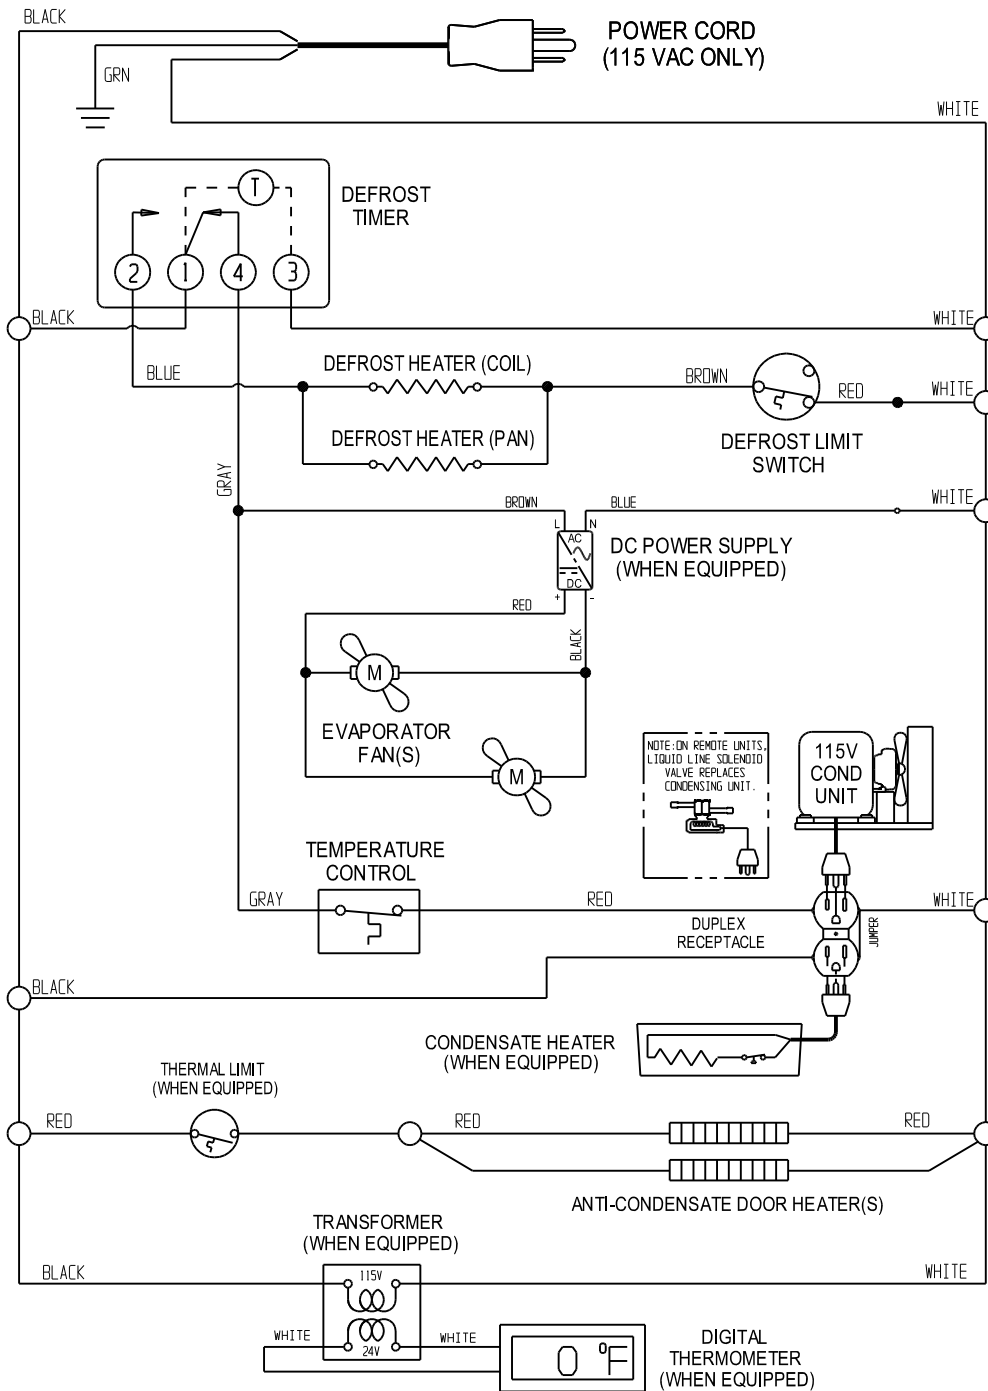 BLACK
POWER CORD
(115 VAC ONLY)
GRN
WHITE
DEFROST
TIMER
T
2
1
4
3
BLACK
WHITE
BLUE
DEFROST HEATER (COIL)
BROWN
RED
WHITE
DEFROST HEATER (PAN)
DEFROST LIMIT
SWITCH
GRAY
BROWN
BLUE
WHITE
L
N
AC
DC
+
-
DC POWER SUPPLY
(WHEN EQUIPPED)
RED
BLACK
M
EVAPORATOR
FAN(S)
M
NOTE:ON REMOTE UNITS,
LIQUID LINE SOLENOID
VALVE REPLACES
CONDENSING UNIT.
115V
COND
UNIT
TEMPERATURE
CONTROL
GRAY
RED
WHITE
DUPLEX
RECEPTACLE
JUMPER
BLACK
CONDENSATE HEATER
(WHEN EQUIPPED)
THERMAL LIMIT
(WHEN EQUIPPED)
RED
RED
RED
ANTI-CONDENSATE DOOR HEATER(S)
TRANSFORMER
(WHEN EQUIPPED)
BLACK
115V
WHITE
WHITE
24V
WHITE
0 °F
DIGITAL
THERMOMETER
(WHEN EQUIPPED)